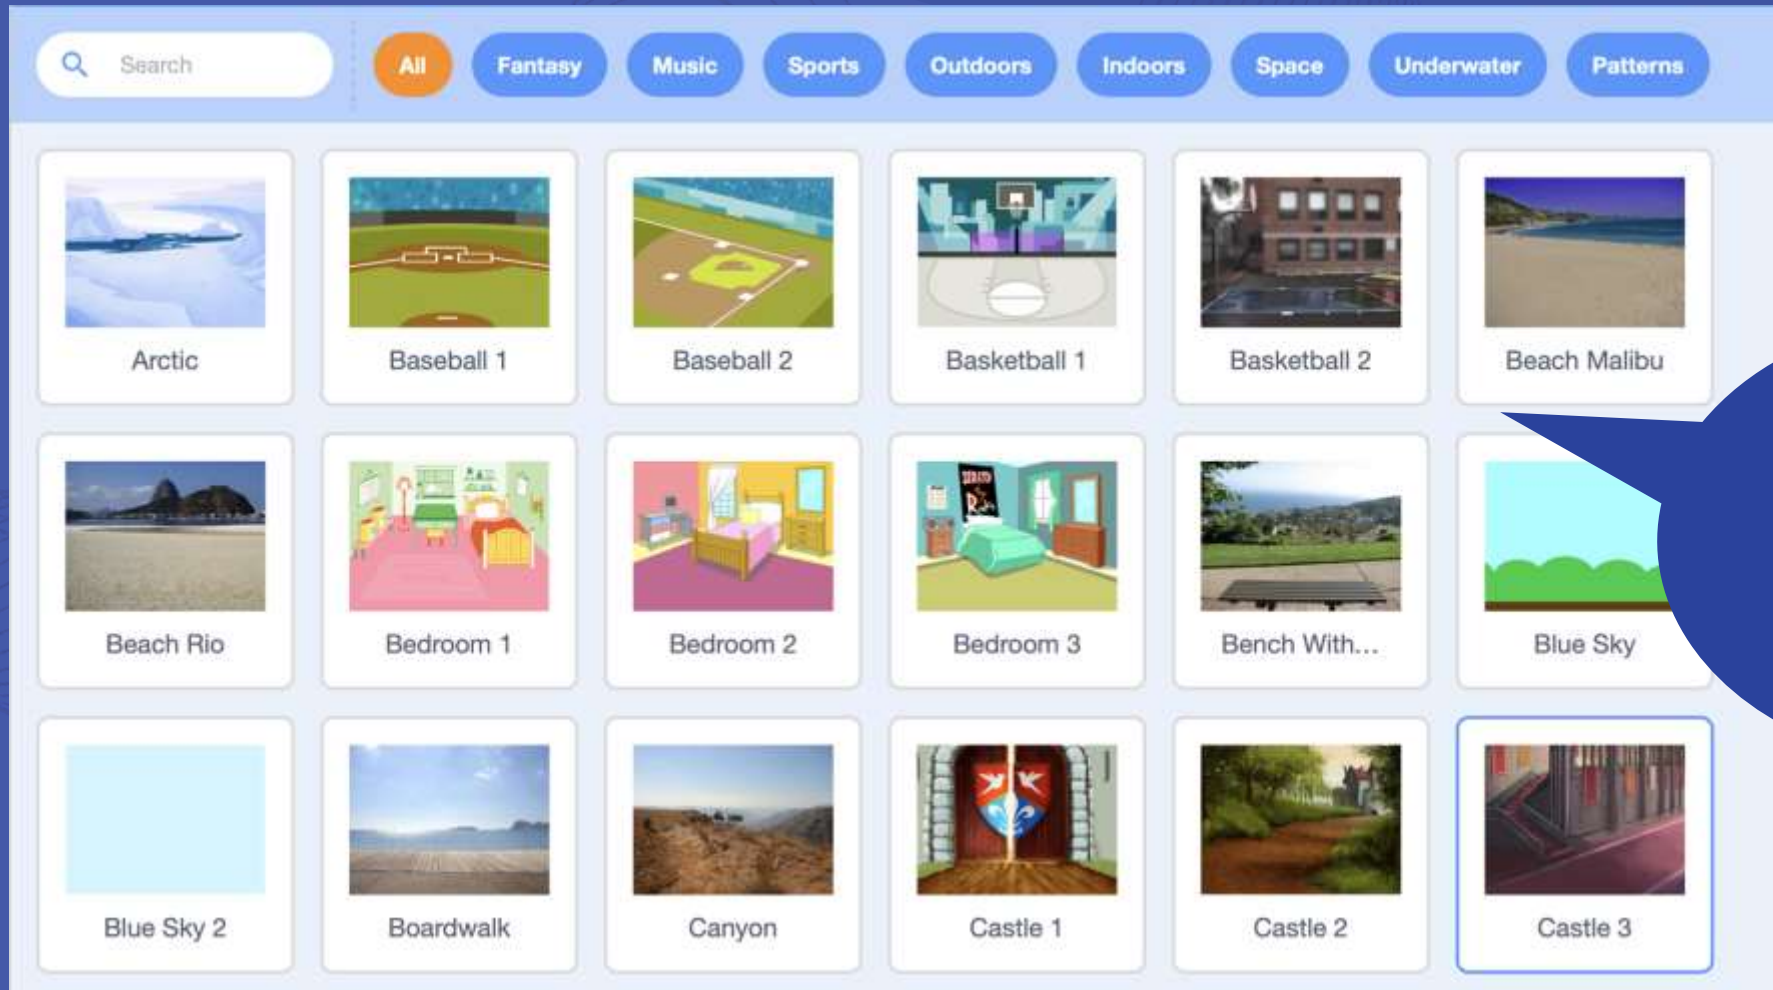 Search All Fantasy Music Sports Outdoors Indoors Space Underwater Patterns
Arctic Baseball 1 Baseball 2 Basketball 1 Basketball 2 Beach Malibu
Beach Rio Bedroom 1 Bedroom 2 Bedroom 3 Bench With... Blue Sky
Blue Sky 2 Boardwalk Canyon Castle 1 Castle 2 Castle 3